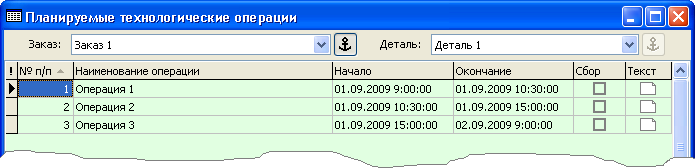 Планируемые технологические операции
Заказ: Заказ 1 Деталь: Деталь 1
! № п/п Наименование операции Начало Окончание Сбор Текст
1 Операция 1 01.09.2009 9:00:00 01.09.2009 10:30:00
2 Операция 2 01.09.2009 10:30:00 01.09.2009 15:00:00
3 Операция 3 01.09.2009 15:00:00 02.09.2009 9:00:00